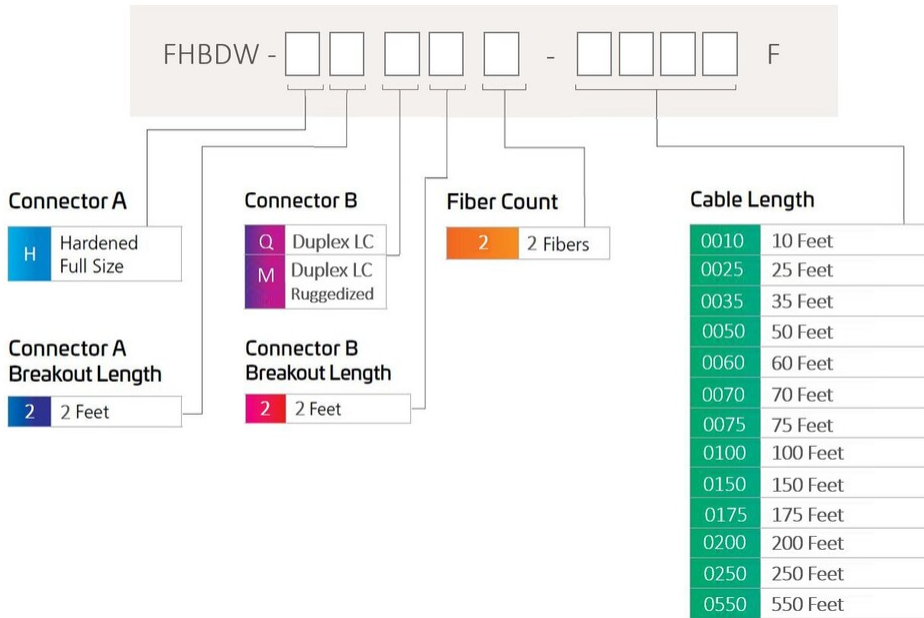 FHBDW - - F
Connector A
H Hardened
Full Size
Connector A
Breakout Length
2 2 Feet
Connector B
Q Duplex LC
M Duplex LC
Ruggedized
Connector B
Breakout Length
2 2 Feet
Fiber Count
2 2 Fibers
Cable Length
0010 10 Feet
0025 25 Feet
0035 35 Feet
0050 50 Feet
0060 60 Feet
0070 70 Feet
0075 75 Feet
0100 100 Feet
0150 150 Feet
0175 175 Feet
0200 200 Feet
0250 250 Feet
0550 550 Feet